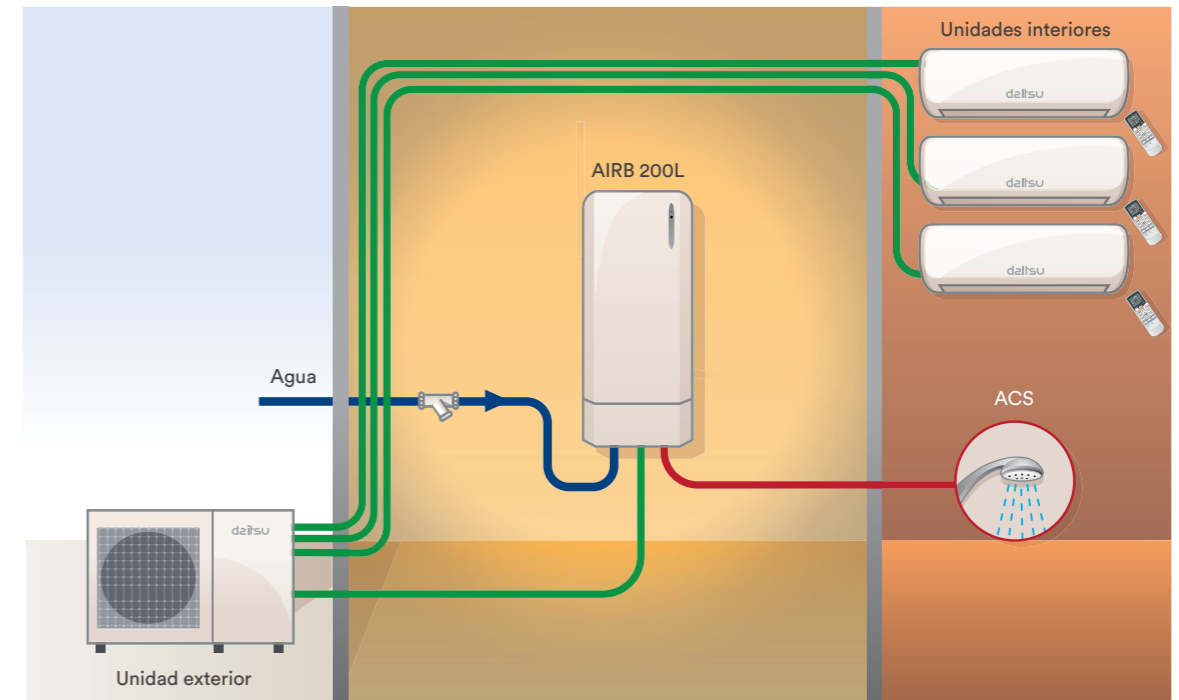 Unidades interiores
daitsu
daitsu
daitsu
AIRB 200L
Agua
ACS
daitsu
Unidad exterior